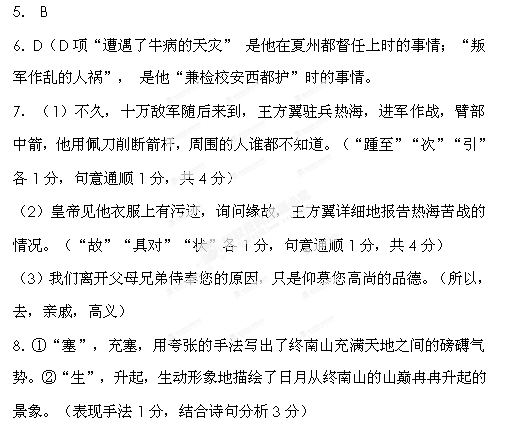 5． B
6．D（D 项“遭遇了牛病的天灾” 是他在夏州都督任上时的事情；“叛
军作乱的人祸”， 是他“兼检校安西都护”时的事情。
7．（1）不久，十万敌军随后来到，王方翼驻兵热海，进军作战，臂部
中箭，他用佩刀削断箭杆，周围的人谁都不知道。（“踵至”“次”“引”
各 1 分，句意通顺 1 分，共 4 分）
（2）皇帝见他衣服上有污迹，询问缘故，王方翼详细地报告热海苦战的
情况。（“故”“具对”“状”各 1 分，句意通顺 1 分，共 4 分）
（3）我们离开父母兄弟侍奉您的原因，只是仰慕您高尚的品德。（所以，
去，亲戚，高义）
8．①“塞”，充塞，用夸张的手法写出了终南山充满天地之间的磅礴气
势。②“生”，升起，生动形象地描绘了日月从终南山的山巅冉冉升起的
景象。（表现手法 1 分，结合诗句分析 3 分）